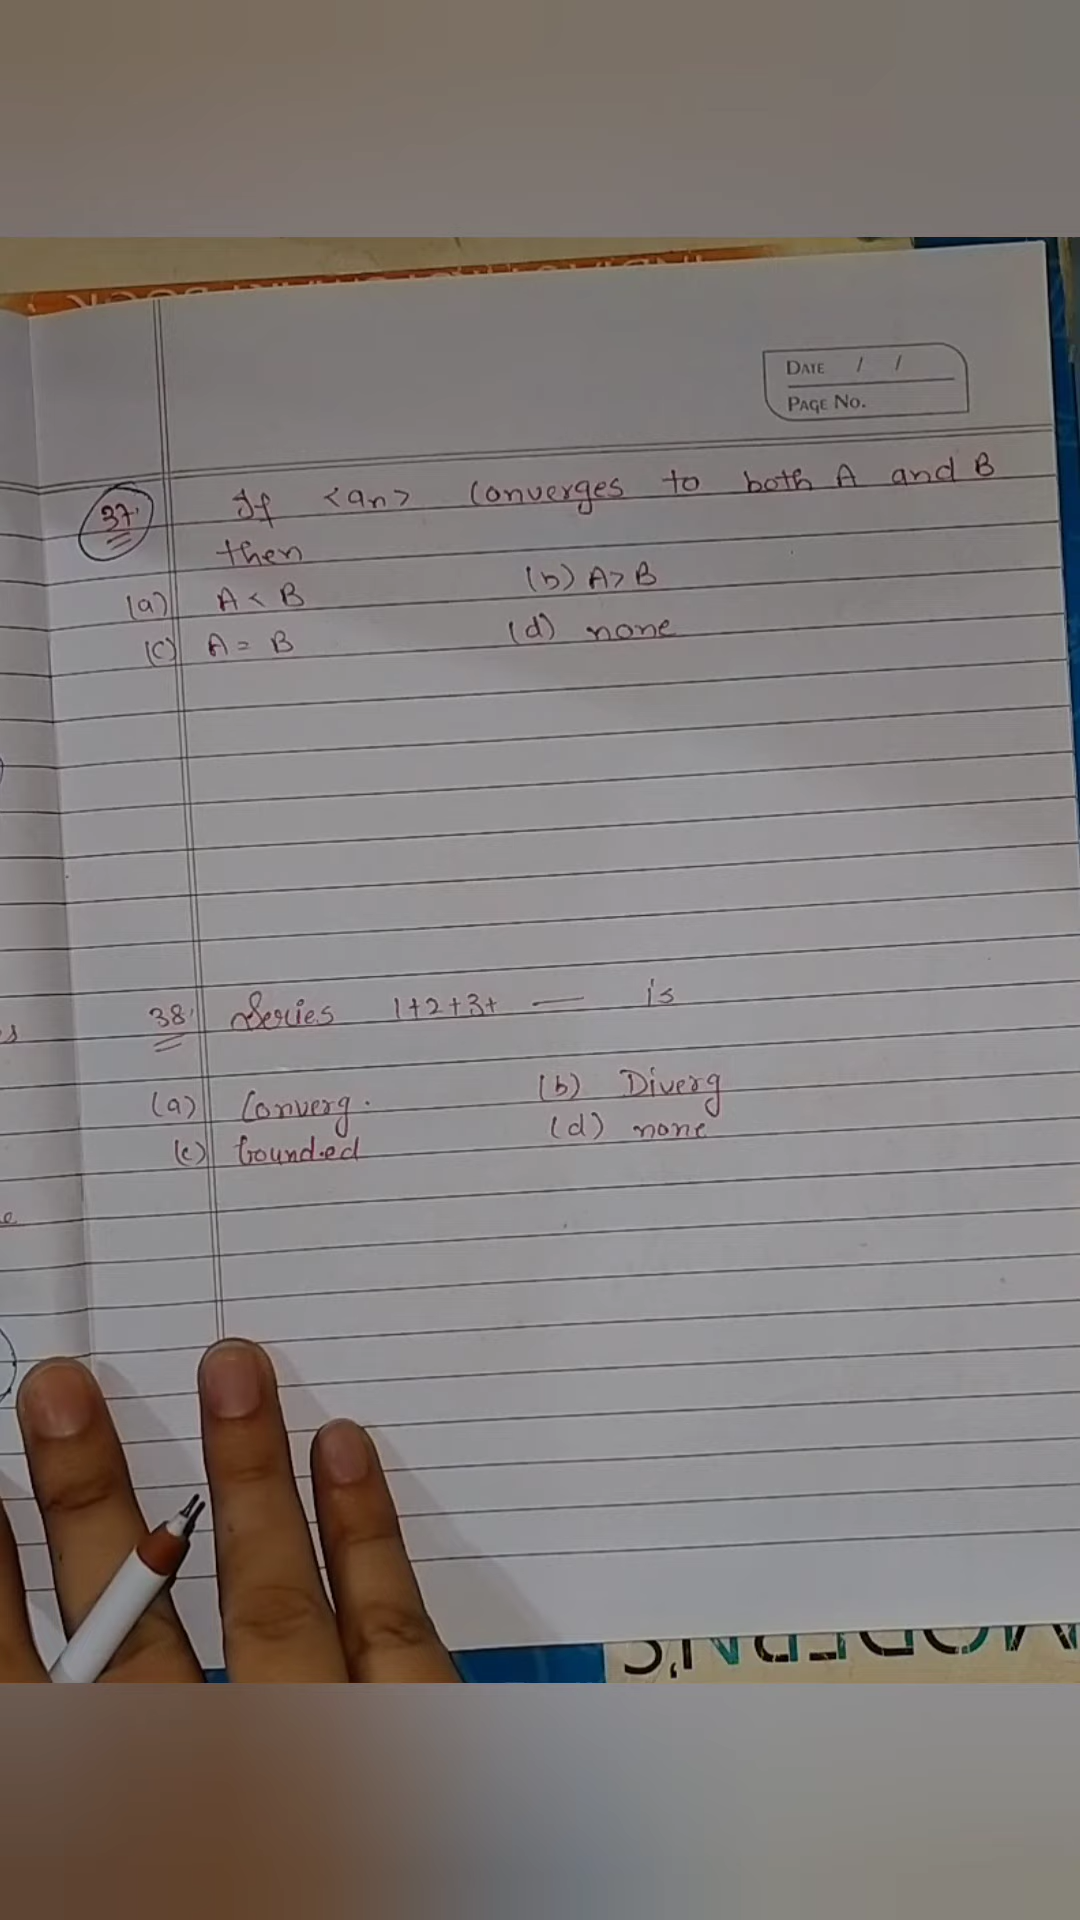 DATE / /
PAGE No.
37. If <an> Converges to both A and B
then
(a) A < B (b) A > B
(c) A = B (d) none
38. Series 1+2+3+ — is
(a) Converg. (b) Diverg
(c) bounded (d) none
MODERN'S